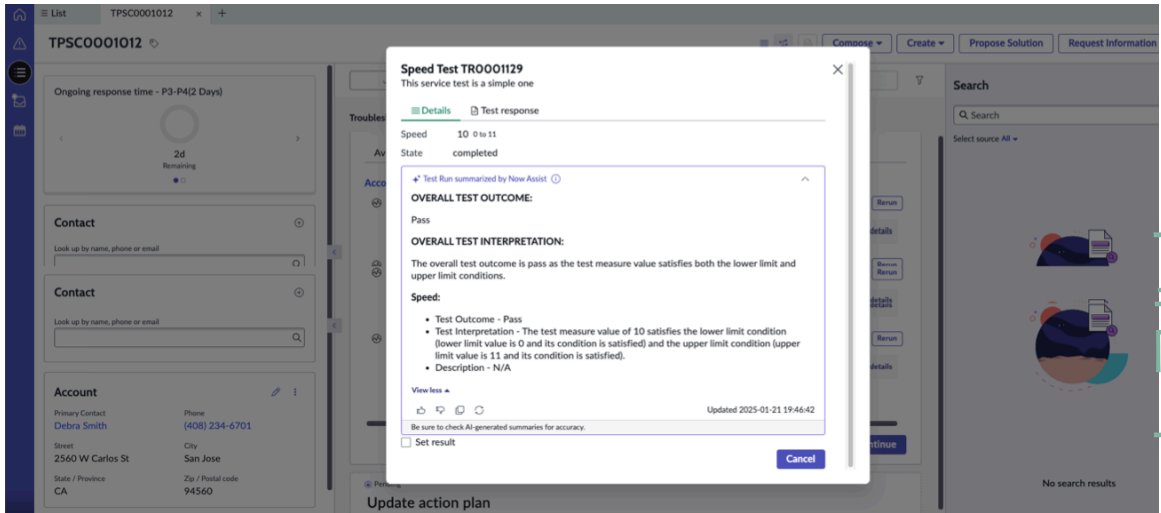 List
TPSC0001012 × +
TPSC0001012
Compose
Create
Propose Solution
Request Information
Ongoing response time - P3-P4(2 Days)
2d
Remaining
Contact
Look up by name, phone or email
Contact
Look up by name, phone or email
Account
Primary Contact
Phone
Debra Smith
(408) 234-6701
Street
City
2560 W Carlos St
San Jose
State / Province
Zip / Postal code
CA
94560
Troubles
Av
Acco
Speed Test TR0001129
This service test is a simple one
Details
Test response
Speed 10 0 to 11
State completed
Test Run summarized by Now Assist
OVERALL TEST OUTCOME:
Pass
OVERALL TEST INTERPRETATION:
The overall test outcome is pass as the test measure value satisfies both the lower limit and
upper limit conditions.
Speed:
• Test Outcome - Pass
• Test Interpretation - The test measure value of 10 satisfies the lower limit condition
(lower limit value is 0 and its condition is satisfied) and the upper limit condition (upper
limit value is 11 and its condition is satisfied).
• Description - N/A
View less
Updated 2025-01-21 19:46:42
Be sure to check AI-generated summaries for accuracy.
Set result
Cancel
Rerun
details
Rerun
Rerun
details
Rerun
details
ntinue
Update action plan
Search
Search
Select source All
No search results